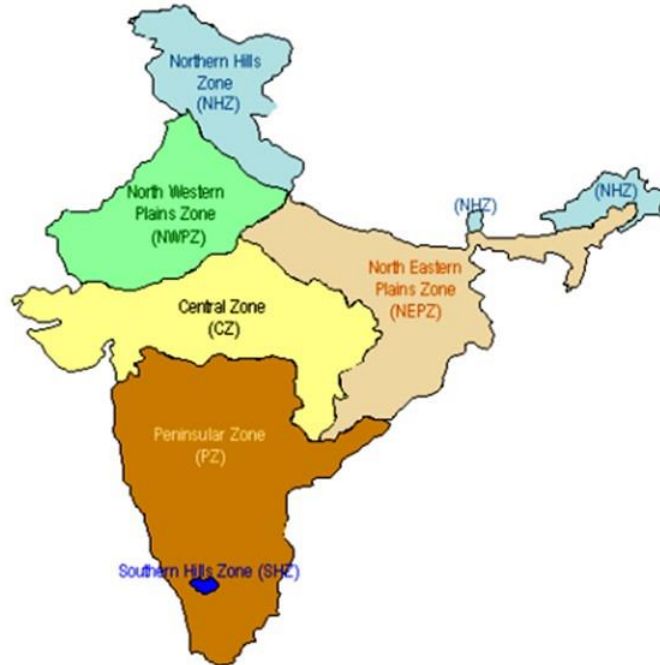 Northern Hills
Zone
(NHZ)
North Western
Plains Zone
(NWPZ)
(NHZ)
(NHZ)
North Eastern
Plains Zone
(NEPZ)
Central Zone
(CZ)
Peninsular Zone
(PZ)
Southern Hills Zone (SHZ)